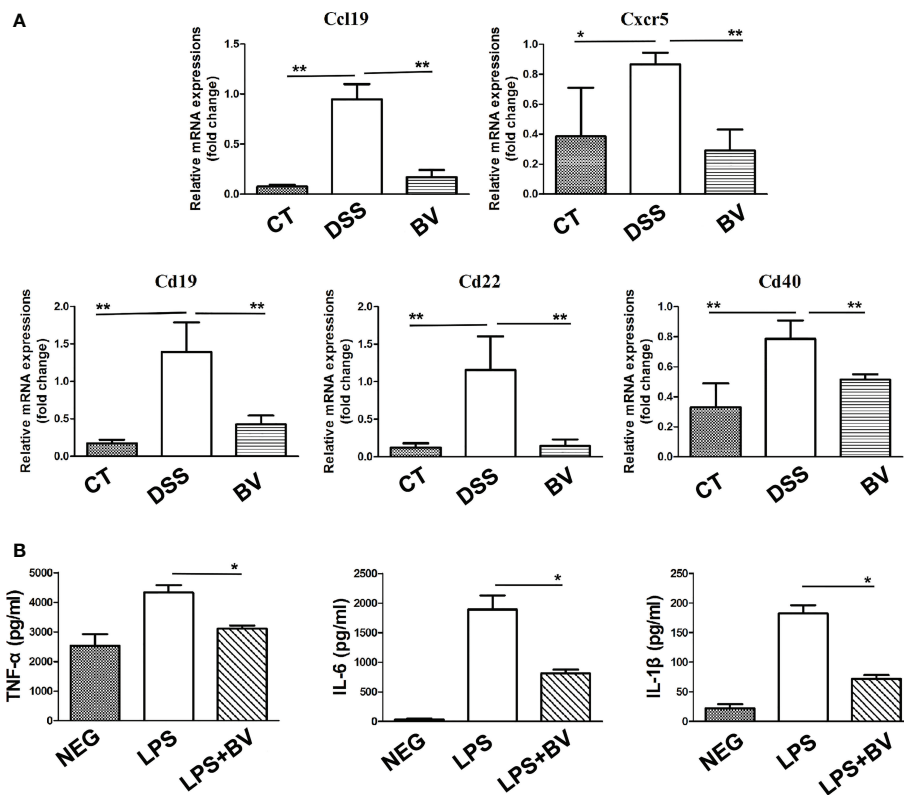 A
Ccl19
Relative mRNA expressions
(fold change)
1.5
1.0
0.5
0.0
** **
CT DSS BV
Cxcr5
Relative mRNA expressions
(fold change)
1.0
0.8
0.6
0.4
0.2
0.0
* **
CT DSS BV
Cd19
Relative mRNA expressions
(fold change)
2.0
1.5
1.0
0.5
0.0
** **
CT DSS BV
Cd22
Relative mRNA expressions
(fold change)
2.0
1.5
1.0
0.5
0.0
** **
CT DSS BV
Cd40
Relative mRNA expressions
(fold change)
1.0
0.8
0.6
0.4
0.2
0.0
** **
CT DSS BV
B
TNF-α (pg/ml)
5000
4000
3000
2000
1000
0
*
NEG LPS LPS+BV
IL-6 (pg/ml)
2500
2000
1500
1000
500
0
*
NEG LPS LPS+BV
IL-1β (pg/ml)
250
200
150
100
50
0
*
NEG LPS LPS+BV